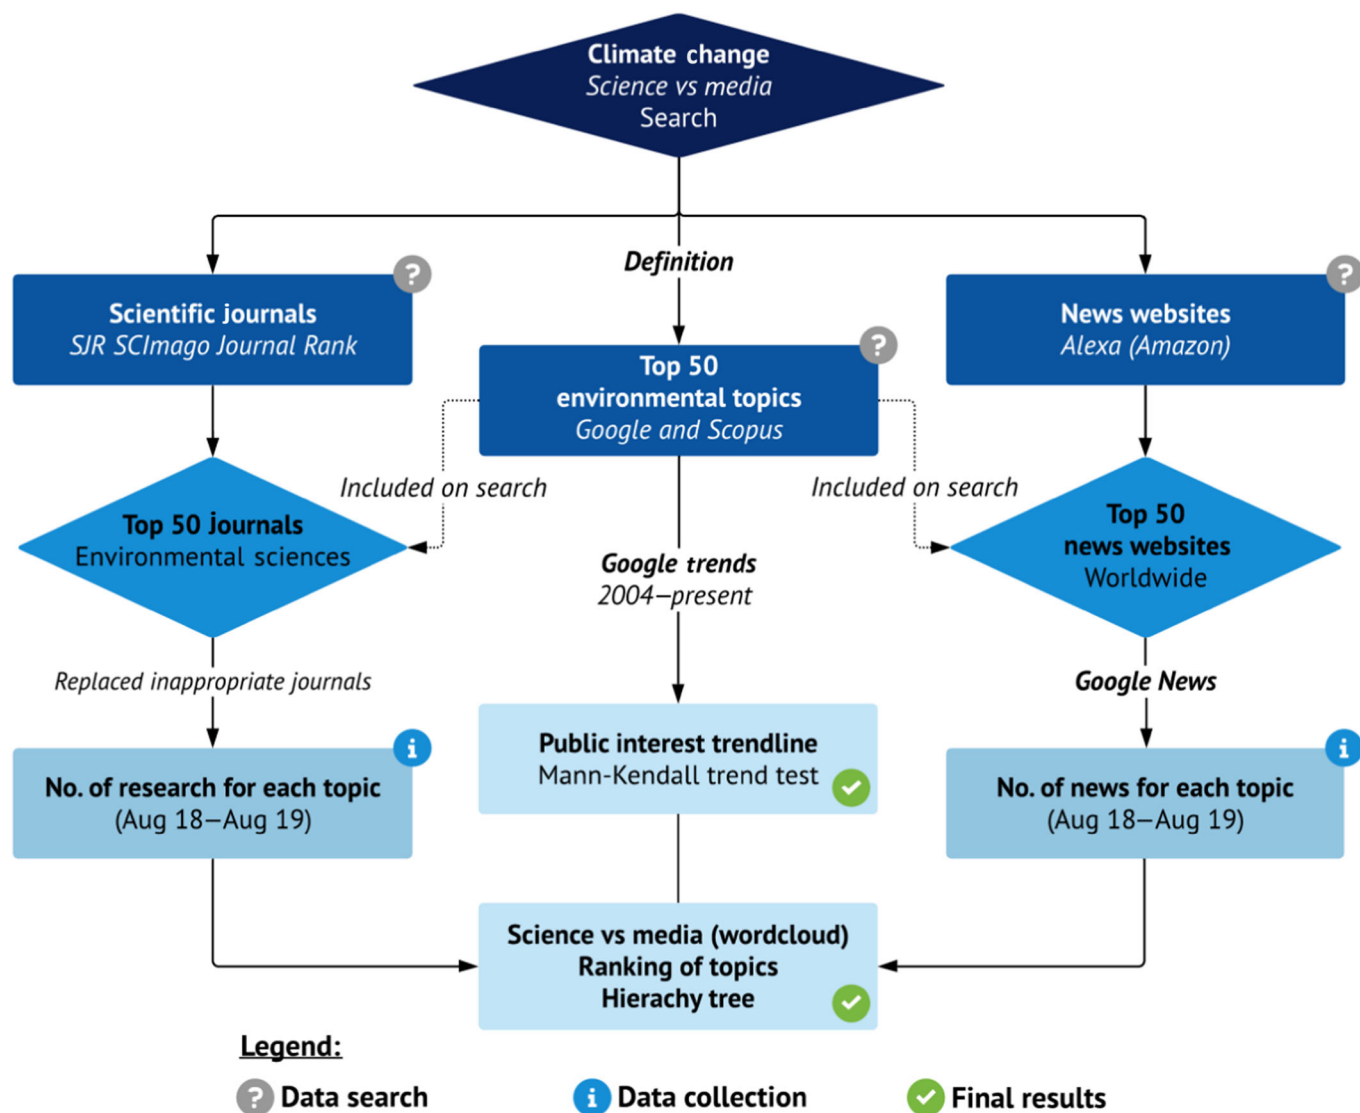 Climate change
Science vs media
Search
Definition
?
Scientific journals
SJR SCImago Journal Rank
?
Top 50
environmental topics
Google and Scopus
?
News websites
Alexa (Amazon)
Included on search
Included on search
Top 50 journals
Environmental sciences
Google trends
2004–present
Top 50
news websites
Worldwide
Replaced inappropriate journals
Google News
i
No. of research for each topic
(Aug 18–Aug 19)
Public interest trendline
Mann-Kendall trend test
i
No. of news for each topic
(Aug 18–Aug 19)
Science vs media (wordcloud)
Ranking of topics
Hierachy tree
Legend:
? Data search
i Data collection
Final results